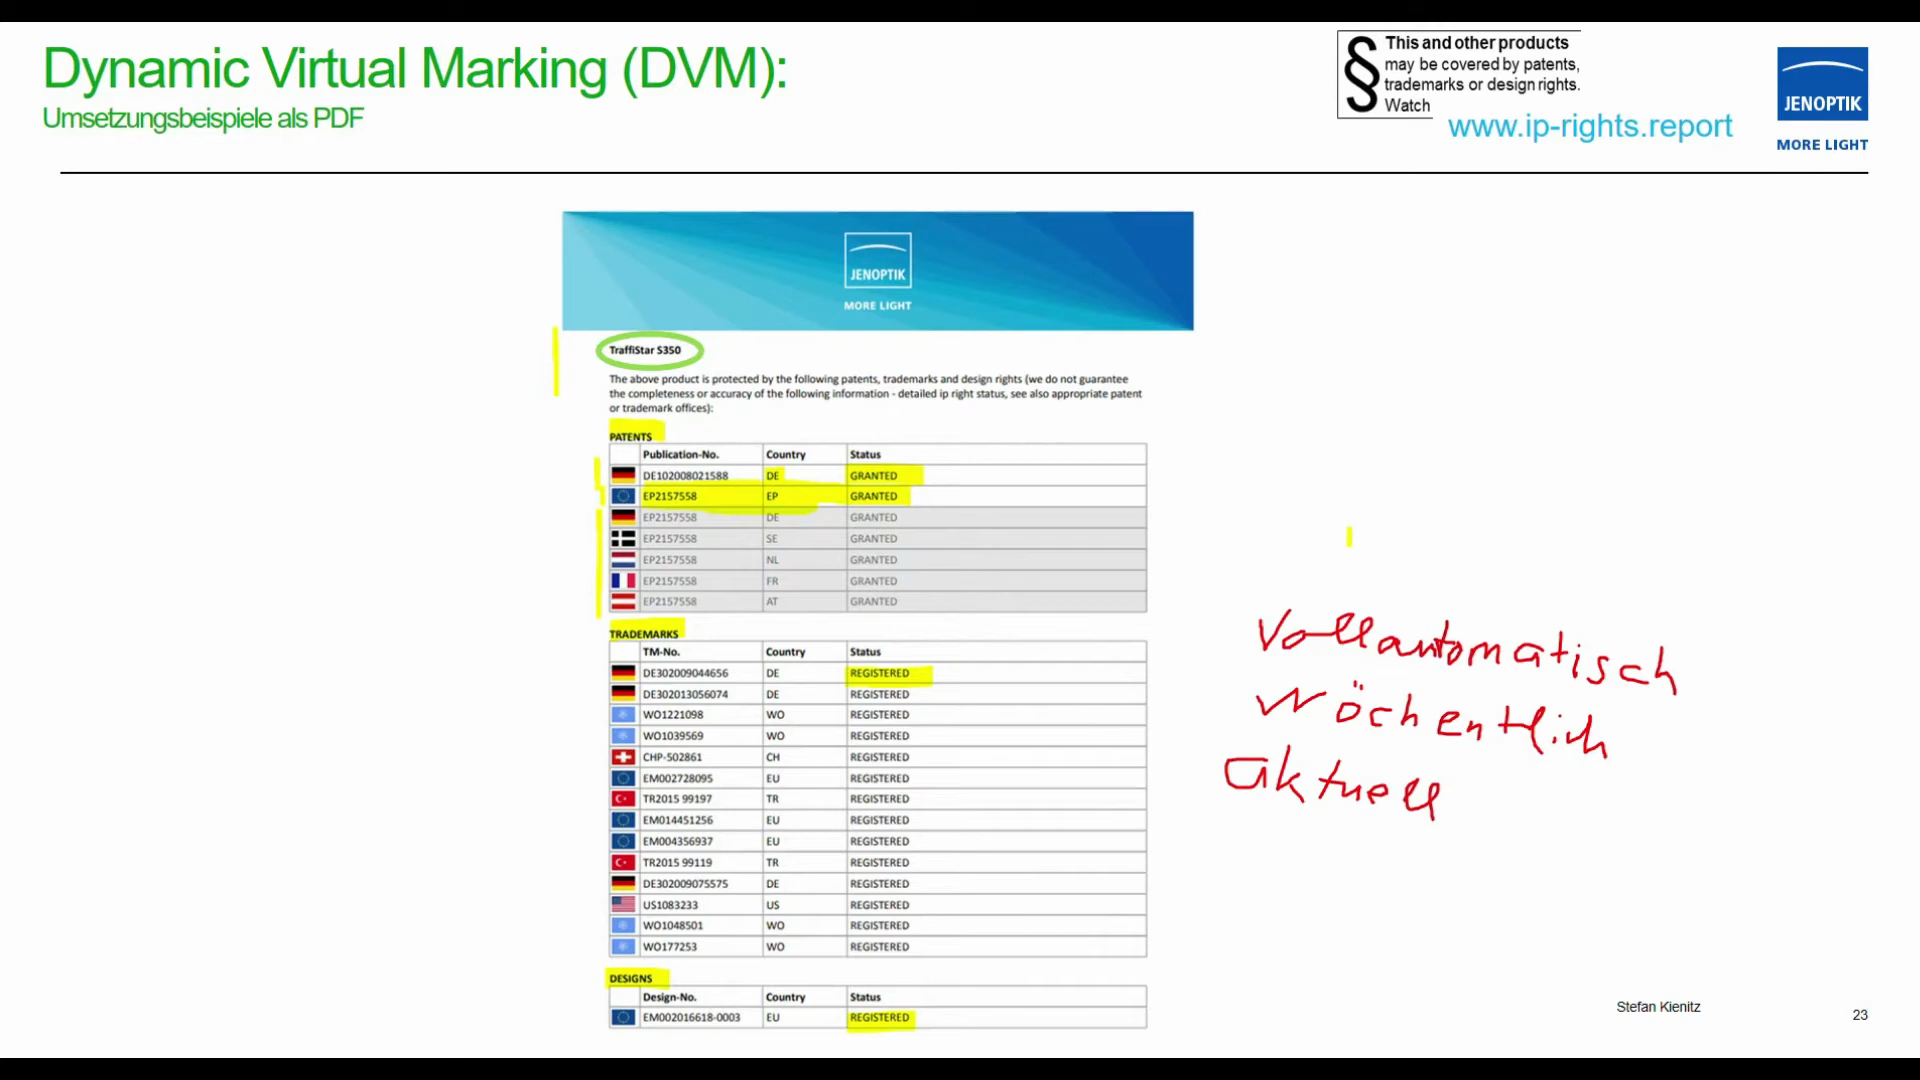 Dynamic Virtual Marking (DVM):
Umsetzungsbeispiele als PDF
This and other products
may be covered by patents,
trademarks or design rights.
Watch
www.ip-rights.report
JENOPTIK
MORE LIGHT
JENOPTIK
MORE LIGHT
TraffiStar S350
The above product is protected by the following patents, trademarks and design rights (we do not guarantee
the completeness or accuracy of the following information - detailed ip right status, see also appropriate patent
or trademark offices):
PATENTS
Publication-No. Country Status
DE102008021588 DE GRANTED
EP2157558 EP GRANTED
EP2157558 DE GRANTED
EP2157558 SE GRANTED
EP2157558 NL GRANTED
EP2157558 FR GRANTED
EP2157558 AT GRANTED
TRADEMARKS
TM-No. Country Status
DE302009044656 DE REGISTERED
DE302013056074 DE REGISTERED
WO1221098 WO REGISTERED
WO1039569 WO REGISTERED
CHP-502861 CH REGISTERED
EM002728095 EU REGISTERED
TR2015 99197 TR REGISTERED
EM014451256 EU REGISTERED
EM004356937 EU REGISTERED
TR2015 99119 TR REGISTERED
DE302009075575 DE REGISTERED
US1083233 US REGISTERED
WO1048501 WO REGISTERED
WO177253 WO REGISTERED
DESIGNS
Design-No. Country Status
EM002016618-0003 EU REGISTERED
Vollautomatisch
Wöchentlich
aktuell
Stefan Kienitz
23